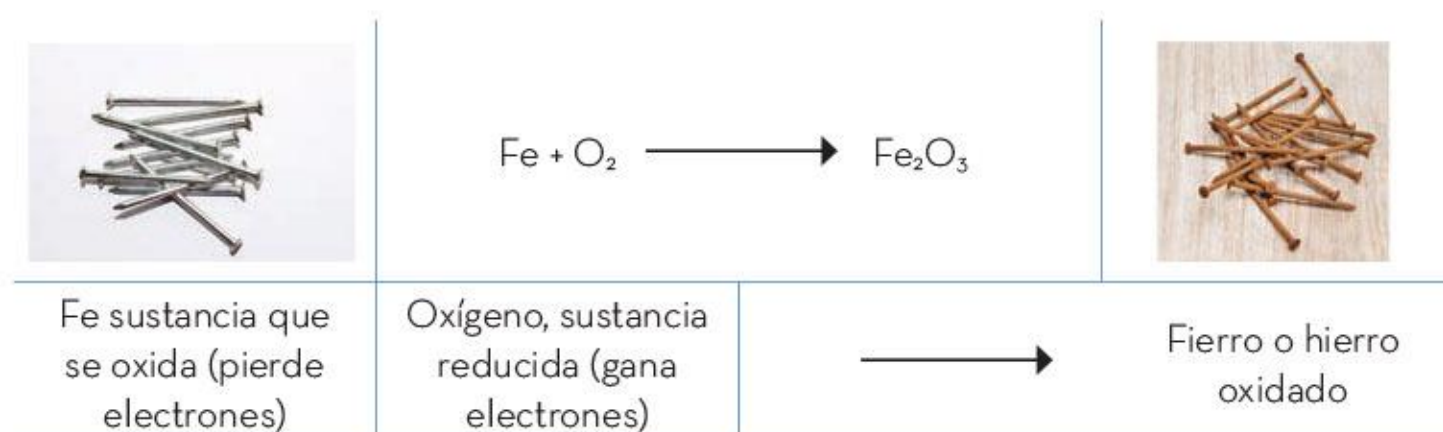 Fe + O₂ ⟶ Fe₂O₃
Fe sustancia que
se oxida (pierde
electrones)
Oxígeno, sustancia
reducida (gana
electrones)
⟶
Fierro o hierro
oxidado